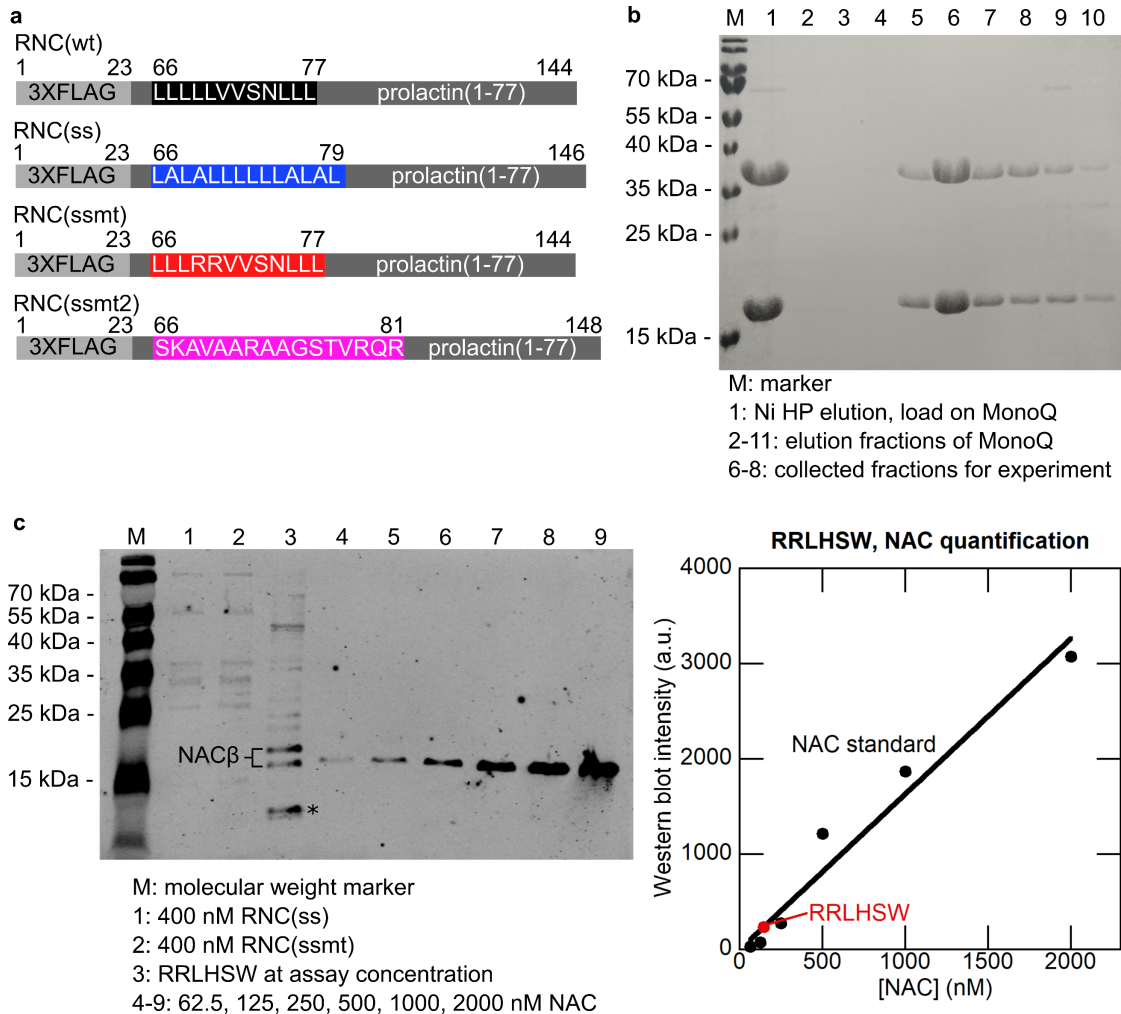 a
RNC(wt)
1 23 66 77 144
3XFLAG LLLLLVVSNLLL prolactin(1-77)
RNC(ss)
1 23 66 79 146
3XFLAG LALALLLLLLALAL prolactin(1-77)
RNC(ssmt)
1 23 66 77 144
3XFLAG LLLRRVVSNLLL prolactin(1-77)
RNC(ssmt2)
1 23 66 81 148
3XFLAG SKAVAARAAGSTVRQR prolactin(1-77)
b
M 1 2 3 4 5 6 7 8 9 10
70 kDa -
55 kDa -
40 kDa -
35 kDa -
25 kDa -
15 kDa -
M: marker
1: Ni HP elution, load on MonoQ
2-11: elution fractions of MonoQ
6-8: collected fractions for experiment
c
M 1 2 3 4 5 6 7 8 9
70 kDa -
55 kDa -
40 kDa -
35 kDa -
25 kDa -
NACβ
15 kDa -
*
M: molecular weight marker
1: 400 nM RNC(ss)
2: 400 nM RNC(ssmt)
3: RRLHSW at assay concentration
4-9: 62.5, 125, 250, 500, 1000, 2000 nM NAC
RRLHSW, NAC quantification
Western blot intensity (a.u.)
4000
3000
2000
1000
0
NAC standard
RRLHSW
0 500 1000 1500 2000
[NAC] (nM)